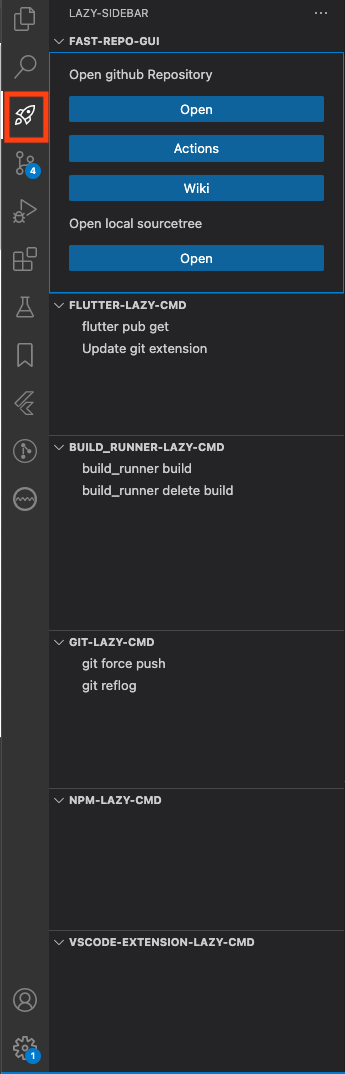 LAZY-SIDEBAR
FAST-REPO-GUI
Open github Repository
Open
Actions
Wiki
4
Open local sourcetree
Open
FLUTTER-LAZY-CMD
flutter pub get
Update git extension
BUILD_RUNNER-LAZY-CMD
build_runner build
build_runner delete build
GIT-LAZY-CMD
git force push
git reflog
NPM-LAZY-CMD
VSCODE-EXTENSION-LAZY-CMD
1